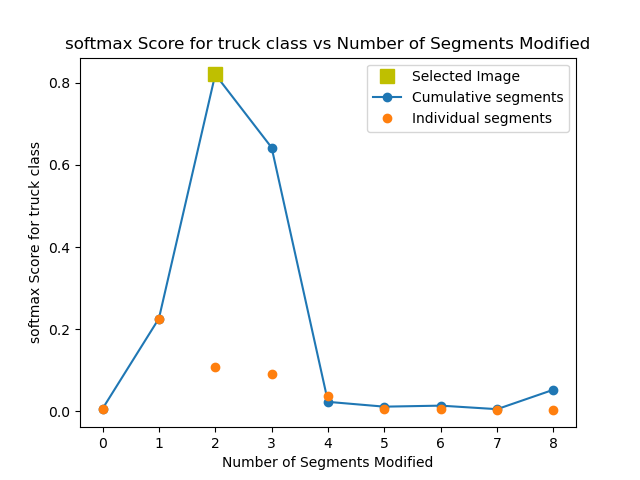 softmax Score for truck class vs Number of Segments Modified
Selected Image
Cumulative segments
Individual segments
softmax Score for truck class
0.8
0.6
0.4
0.2
0.0
0 1 2 3 4 5 6 7 8
Number of Segments Modified